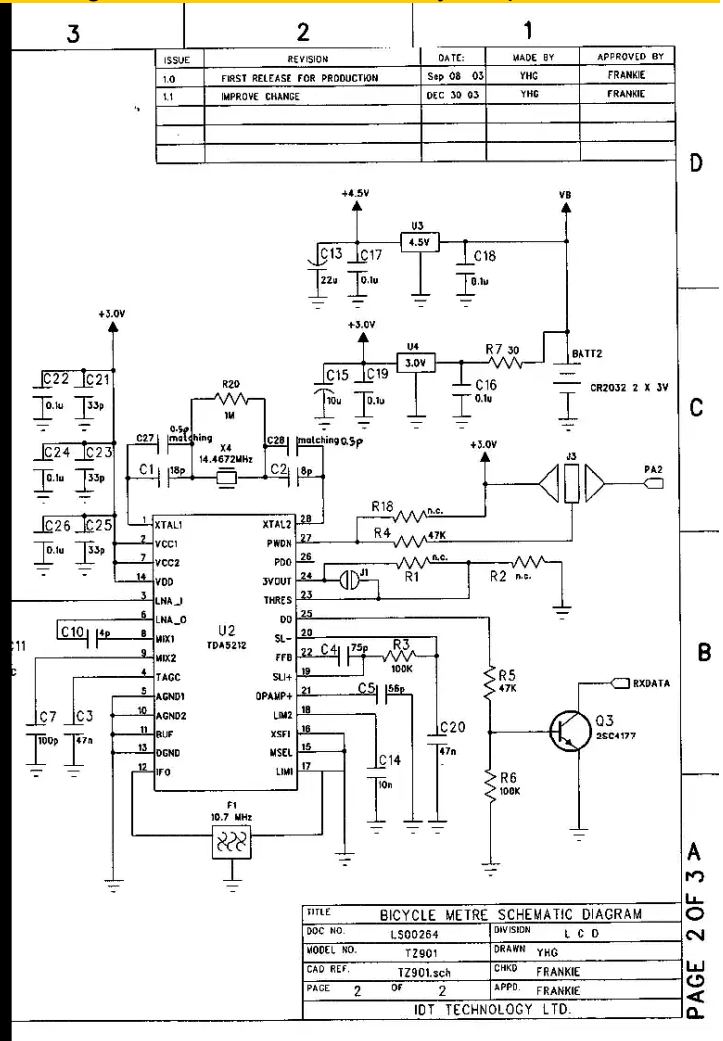 3 2 1
ISSUE REVISION DATE: MADE BY APPROVED BY
1.0 FIRST RELEASE FOR PRODUCTION Sep 08 03 YHG FRANKIE
1.1 IMPROVE CHANGE DEC 30 03 YHG FRANKIE
D
+4.5V VB
U3
4.5V
C13 C17 C18
22u 0.1u 0.1u
+3.0V +3.0V
U4 R7 30 BATT2
3.0V
C22 C21 R20 C15 C19 C16 CR2032 2 X 3V
0.1u 33p 1M 10u 0.1u 0.1u
C
0.5p
C27 matching C28 matching 0.5p
X4 +3.0V J3
C24 C23 14.4672MHz
0.1u 33p C1 18p C2 8p PA2
R18 n.c.
C26 C25 1 XTAL1 XTAL2 28
0.1u 33p 2 VCC1 PWDN 27 R4 47K
7 VCC2 PDO 26 n.c.
14 VDD 3VOUT 24 J1 R1 R2 n.c.
3 LNA_I THRES 23
6 LNA_O U2 DO 25
C10 4p 8 MIX1 TDA5212 SL- 20
C11 9 MIX2 FFB 22 C4 75p R3 B
4 TAGC SLI+ 19 100K R5
5 AGND1 OPAMP+ 21 C5 56p 47K RXDATA
C7 C3 10 AGND2 LIM2 18
100p 47n 11 BUF XSEL 16 C20 Q3
13 DGND MSEL 15 C14 47n 2SC4177
12 IFO LIM1 17 10n R6
100K
F1
10.7 MHz
A
TITLE BICYCLE METRE SCHEMATIC DIAGRAM
DOC NO. LS00264 DIVISION L C D
MODEL NO. TZ901 DRAWN YHG
CAD REF. TZ901.sch CHKD FRANKIE
PAGE 2 OF 2 APPD. FRANKIE
IDT TECHNOLOGY LTD.
PAGE 2 OF 3